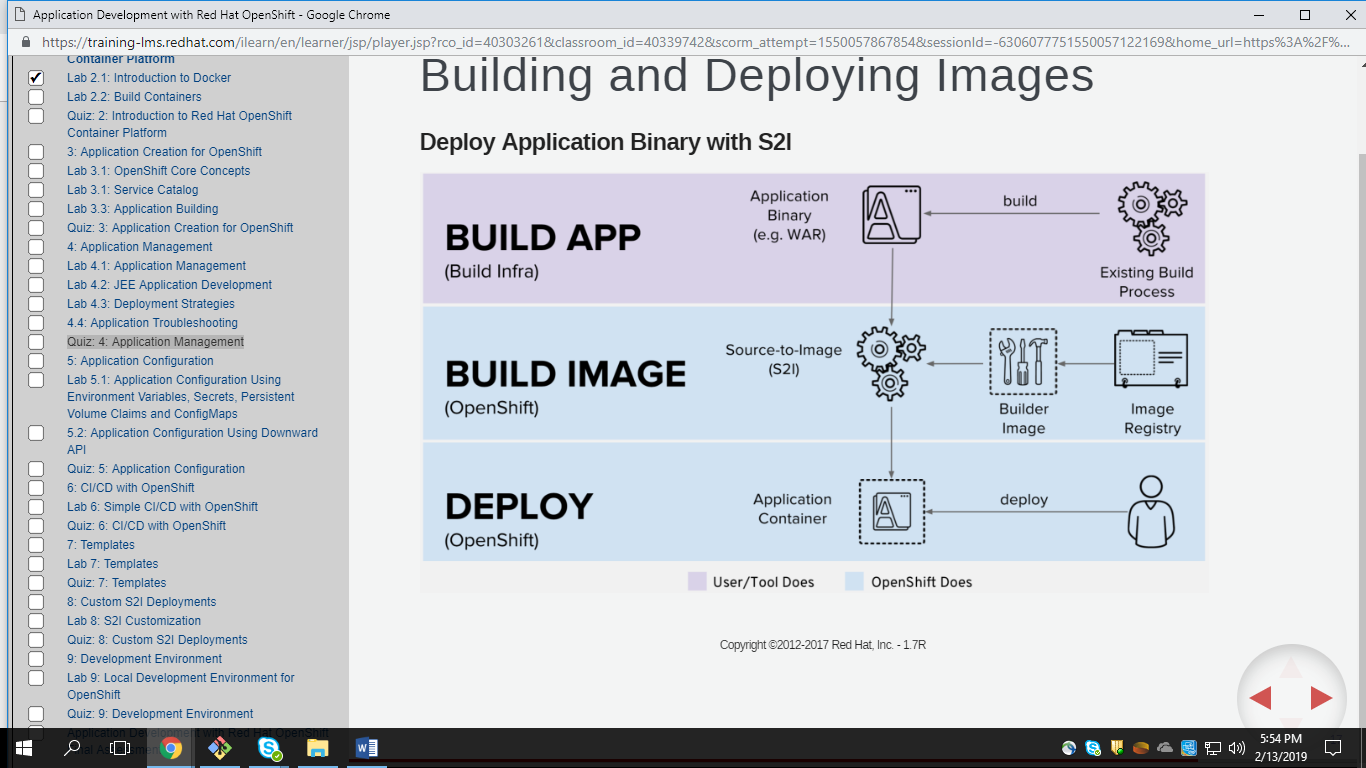 Application Development with Red Hat OpenShift - Google Chrome
https://training-lms.redhat.com/ilearn/en/learner/jsp/player.jsp?rco_id=40303261&classroom_id=40339742&scorm_attempt=1550057867854&sessionId=-6306077751550057122169&home_url=https%3A%2F%...
Container Platform
Lab 2.1: Introduction to Docker
Lab 2.2: Build Containers
Quiz: 2: Introduction to Red Hat OpenShift
Container Platform
3: Application Creation for OpenShift
Lab 3.1: OpenShift Core Concepts
Lab 3.1: Service Catalog
Lab 3.3: Application Building
Quiz: 3: Application Creation for OpenShift
4: Application Management
Lab 4.1: Application Management
Lab 4.2: JEE Application Development
Lab 4.3: Deployment Strategies
4.4: Application Troubleshooting
Quiz: 4: Application Management
5: Application Configuration
Lab 5.1: Application Configuration Using
Environment Variables, Secrets, Persistent
Volume Claims and ConfigMaps
5.2: Application Configuration Using Downward
API
Quiz: 5: Application Configuration
6: CI/CD with OpenShift
Lab 6: Simple CI/CD with OpenShift
Quiz: 6: CI/CD with OpenShift
7: Templates
Lab 7: Templates
Quiz: 7: Templates
8: Custom S2I Deployments
Lab 8: S2I Customization
Quiz: 8: Custom S2I Deployments
9: Development Environment
Lab 9: Local Development Environment for
OpenShift
Quiz: 9: Development Environment
Application Development with Red Hat OpenShift
Building and Deploying Images
Deploy Application Binary with S2I
BUILD APP
(Build Infra)
Application
Binary
(e.g. WAR)
build
Existing Build
Process
BUILD IMAGE
(OpenShift)
Source-to-Image
(S2I)
Builder
Image
Image
Registry
DEPLOY
(OpenShift)
Application
Container
deploy
User/Tool Does
OpenShift Does
Copyright ©2012-2017 Red Hat, Inc. - 1.7R
5:54 PM
2/13/2019